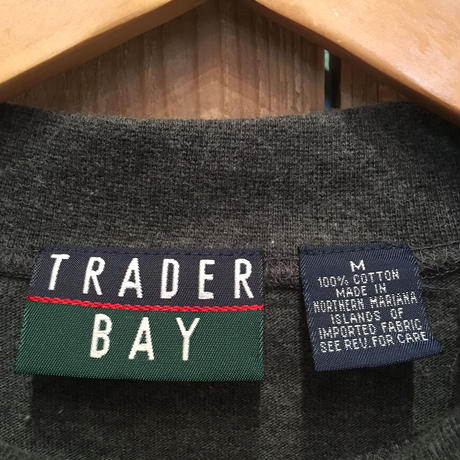 TRADER
BAY
M
100% COTTON
MADE IN
NORTHERN MARIANA
ISLANDS OF
IMPORTED FABRIC
SEE REV. FOR CARE